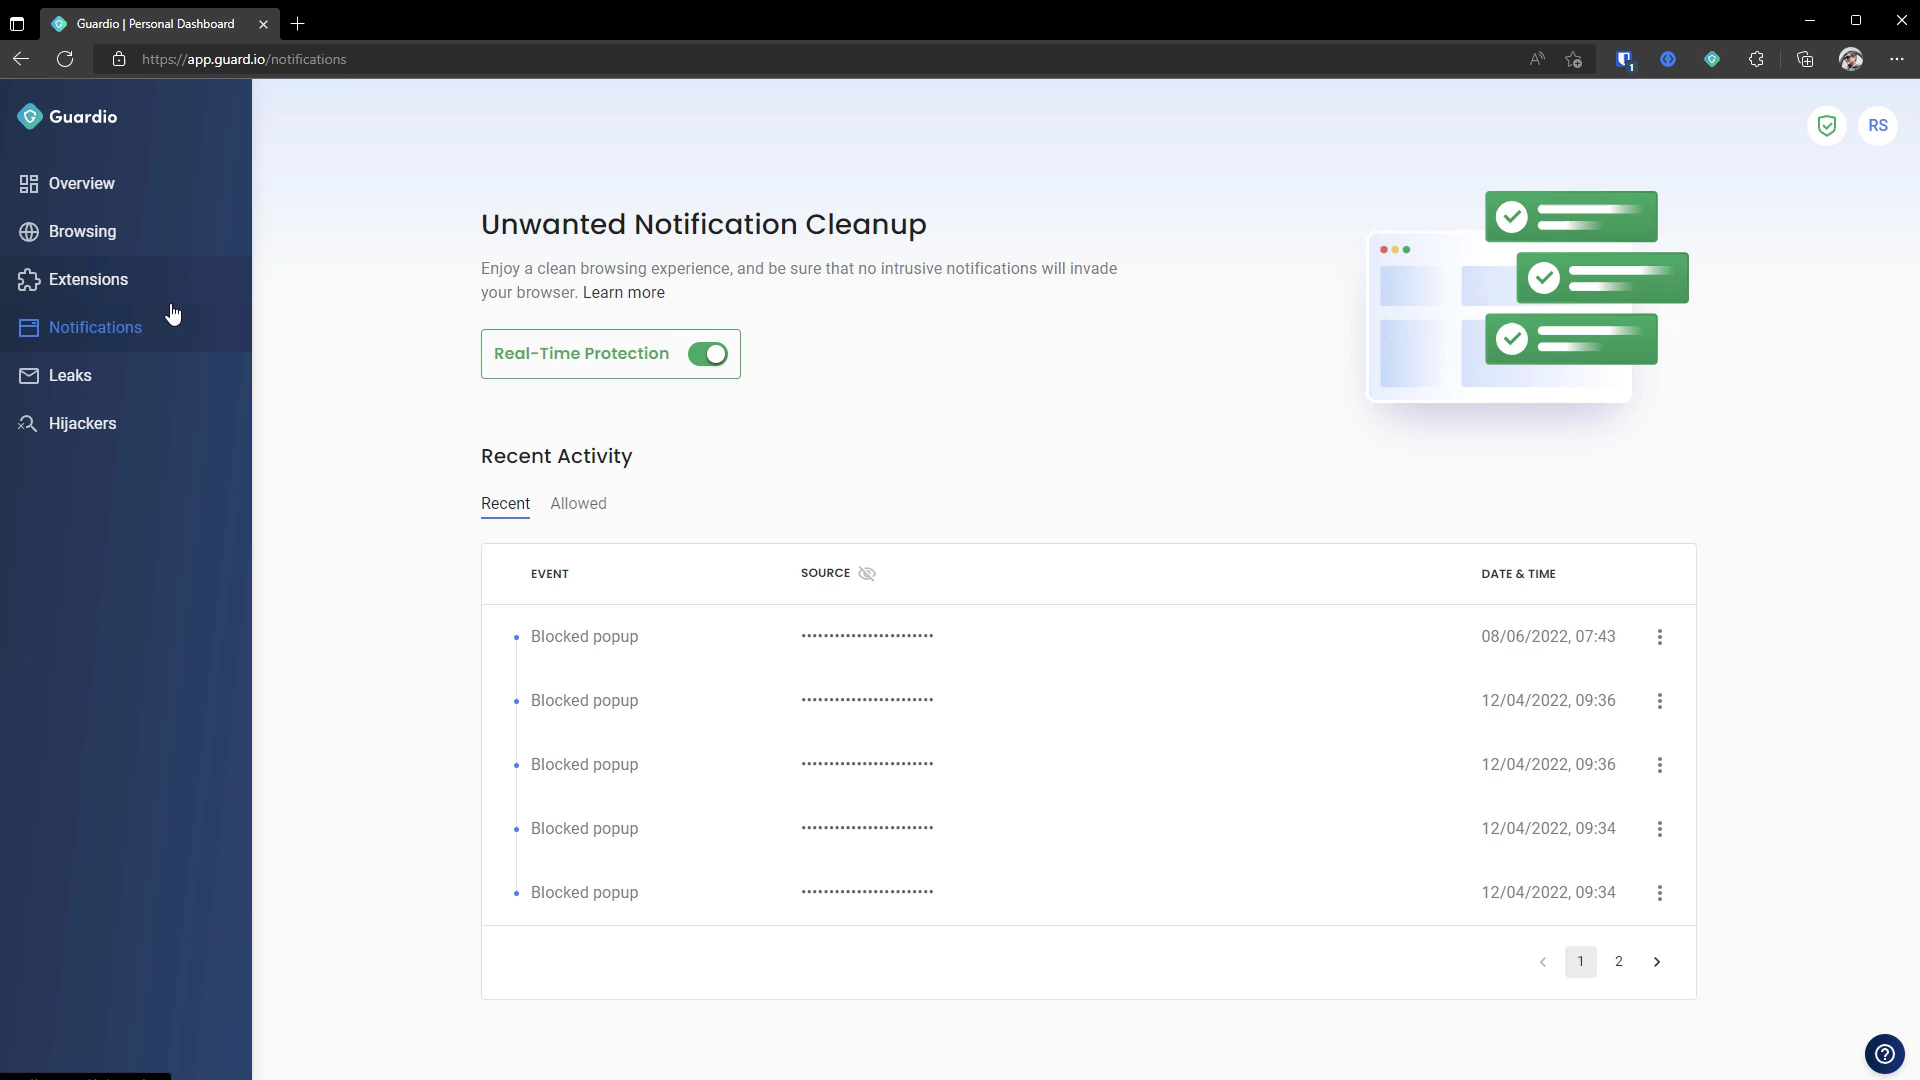 Guardio | Personal Dashboard
https://app.guard.io/notifications
1
Guardio
RS
Overview
Browsing
Extensions
Notifications
Leaks
Hijackers
Unwanted Notification Cleanup
Enjoy a clean browsing experience, and be sure that no intrusive notifications will invade
your browser. Learn more
Real-Time Protection
Recent Activity
Recent Allowed
EVENT SOURCE DATE & TIME
Blocked popup •••••••••••••••••••••••• 08/06/2022, 07:43
Blocked popup •••••••••••••••••••••••• 12/04/2022, 09:36
Blocked popup •••••••••••••••••••••••• 12/04/2022, 09:36
Blocked popup •••••••••••••••••••••••• 12/04/2022, 09:34
Blocked popup •••••••••••••••••••••••• 12/04/2022, 09:34
1 2